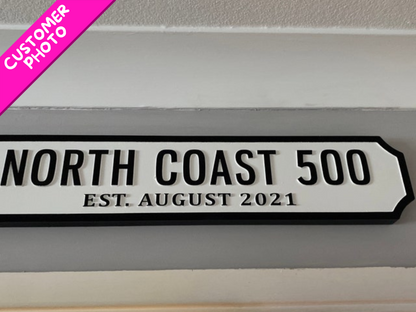 CUSTOMER
PHOTO
NORTH COAST 500
EST. AUGUST 2021